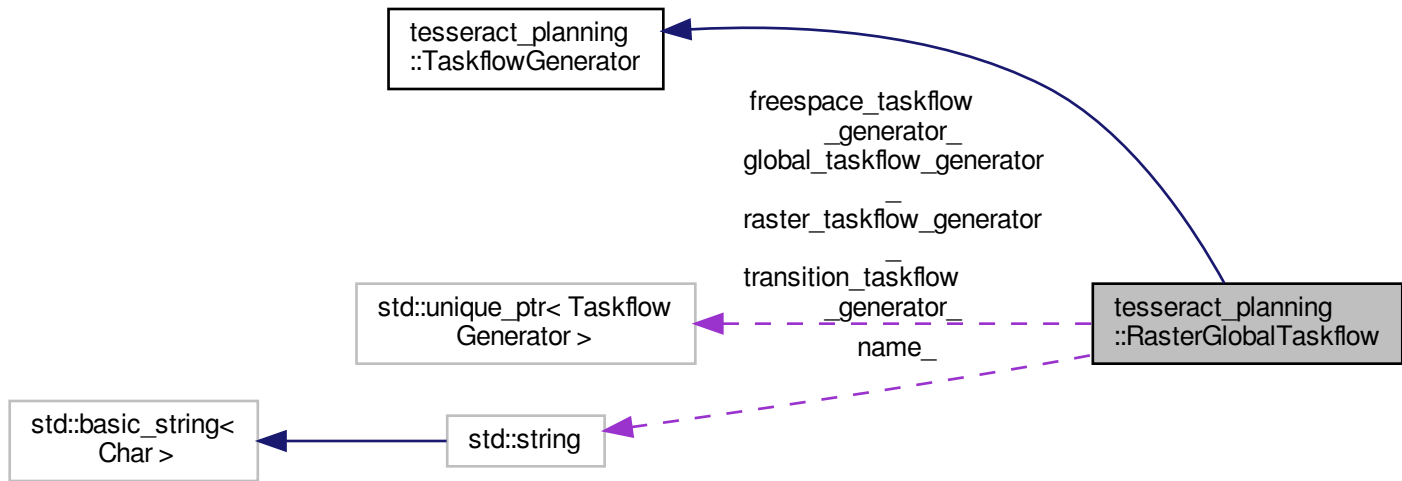 tesseract_planning
::TaskflowGenerator
freespace_taskflow
_generator_
global_taskflow_generator
_
raster_taskflow_generator
_
transition_taskflow
_generator_
std::unique_ptr< Taskflow
Generator >
tesseract_planning
::RasterGlobalTaskflow
name_
std::basic_string<
Char >
std::string